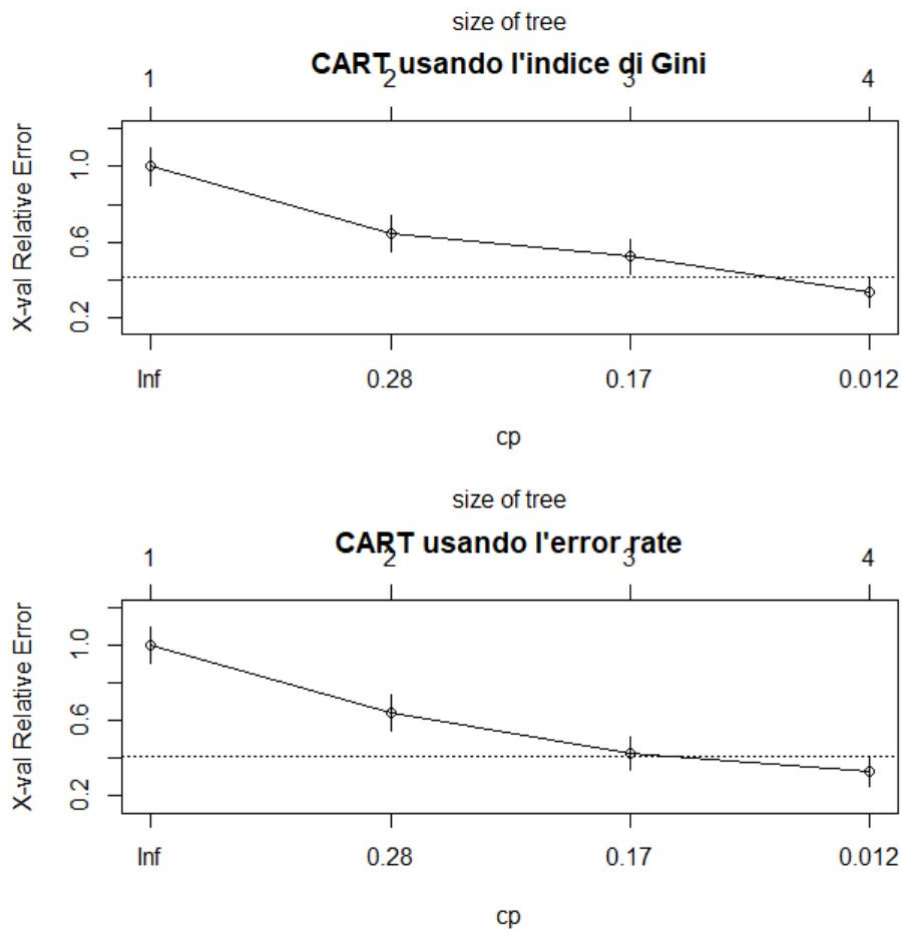 size of tree
CART usando l'indice di Gini
1 2 3 4
X-val Relative Error
1.0
0.6
0.2
Inf 0.28 0.17 0.012
cp
size of tree
CART usando l'error rate
1 2 3 4
X-val Relative Error
1.0
0.6
0.2
Inf 0.28 0.17 0.012
cp